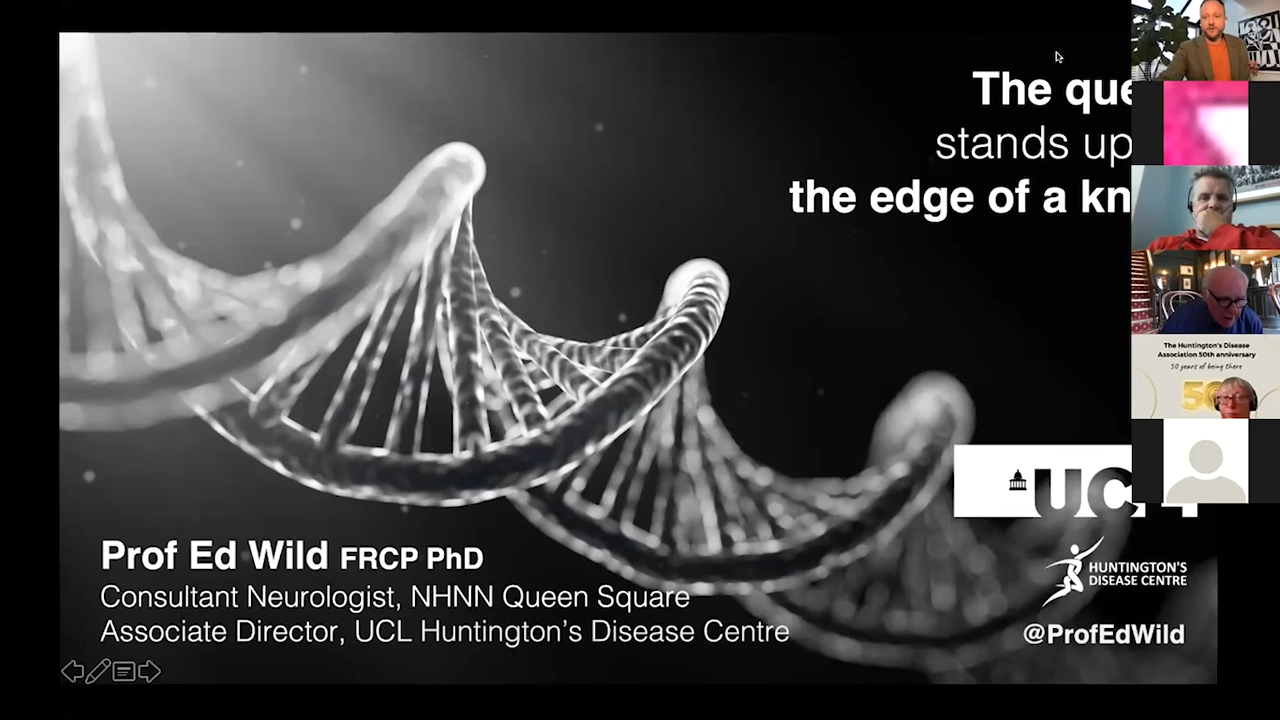 The que
stands up
the edge of a kn
The Huntington's Disease
Association 50th anniversary
50 years of being there
50
UCL
HUNTINGTON'S
DISEASE CENTRE
Prof Ed Wild FRCP PhD
Consultant Neurologist, NHNN Queen Square
Associate Director, UCL Huntington's Disease Centre
@ProfEdWild